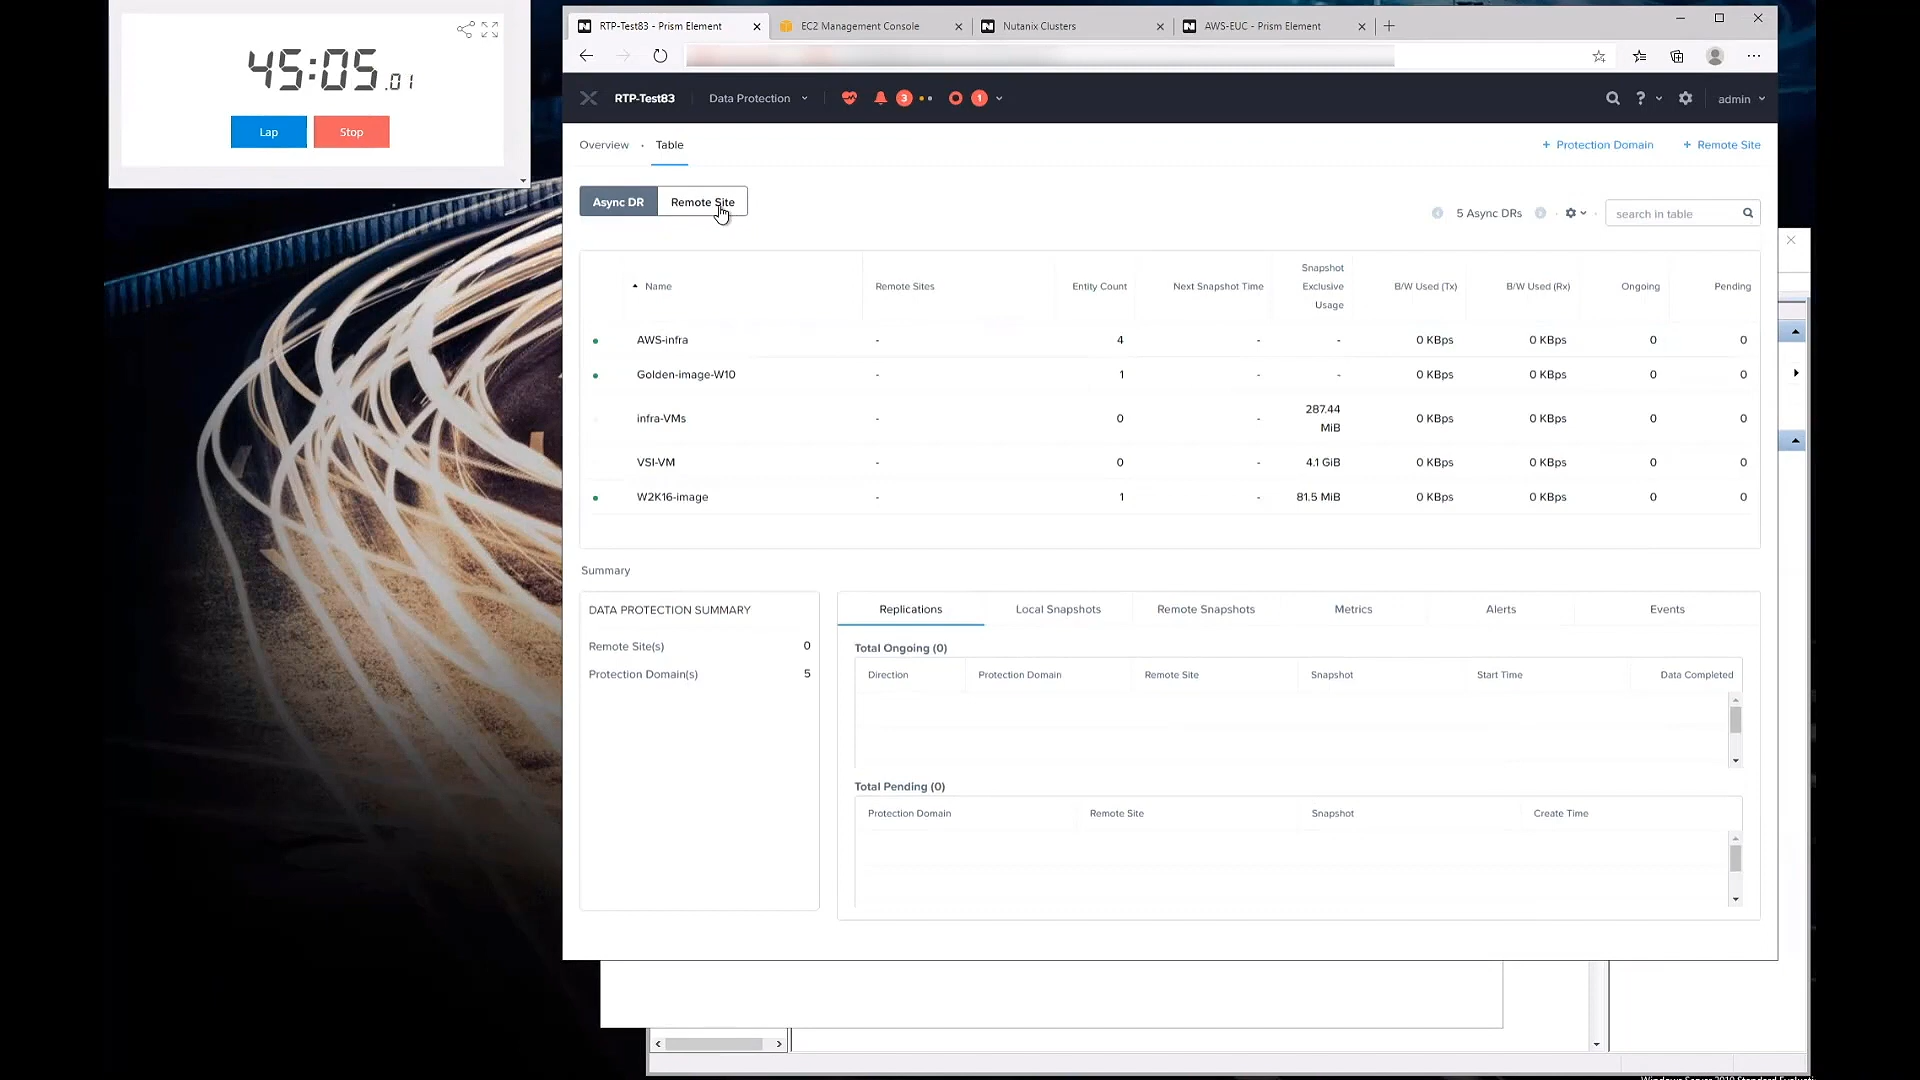 45:05.01
Lap
Stop
RTP-Test83 - Prism Element
EC2 Management Console
Nutanix Clusters
AWS-EUC - Prism Element
RTP-Test83
Data Protection
3
1
?
admin
Overview
Table
+ Protection Domain
+ Remote Site
Async DR
Remote Site
5 Async DRs
search in table
Name
Remote Sites
Entity Count
Next Snapshot Time
Snapshot Exclusive Usage
B/W Used (Tx)
B/W Used (Rx)
Ongoing
Pending
AWS-infra - 4 - - 0 KBps 0 KBps 0 0
Golden-image-W10 - 1 - - 0 KBps 0 KBps 0 0
infra-VMs - 0 - 287.44 MiB 0 KBps 0 KBps 0 0
VSI-VM - 0 - 4.1 GiB 0 KBps 0 KBps 0 0
W2K16-image - 1 - 81.5 MiB 0 KBps 0 KBps 0 0
Summary
DATA PROTECTION SUMMARY
Remote Site(s) 0
Protection Domain(s) 5
Replications
Local Snapshots
Remote Snapshots
Metrics
Alerts
Events
Total Ongoing (0)
Direction
Protection Domain
Remote Site
Snapshot
Start Time
Data Completed
Total Pending (0)
Protection Domain
Remote Site
Snapshot
Create Time